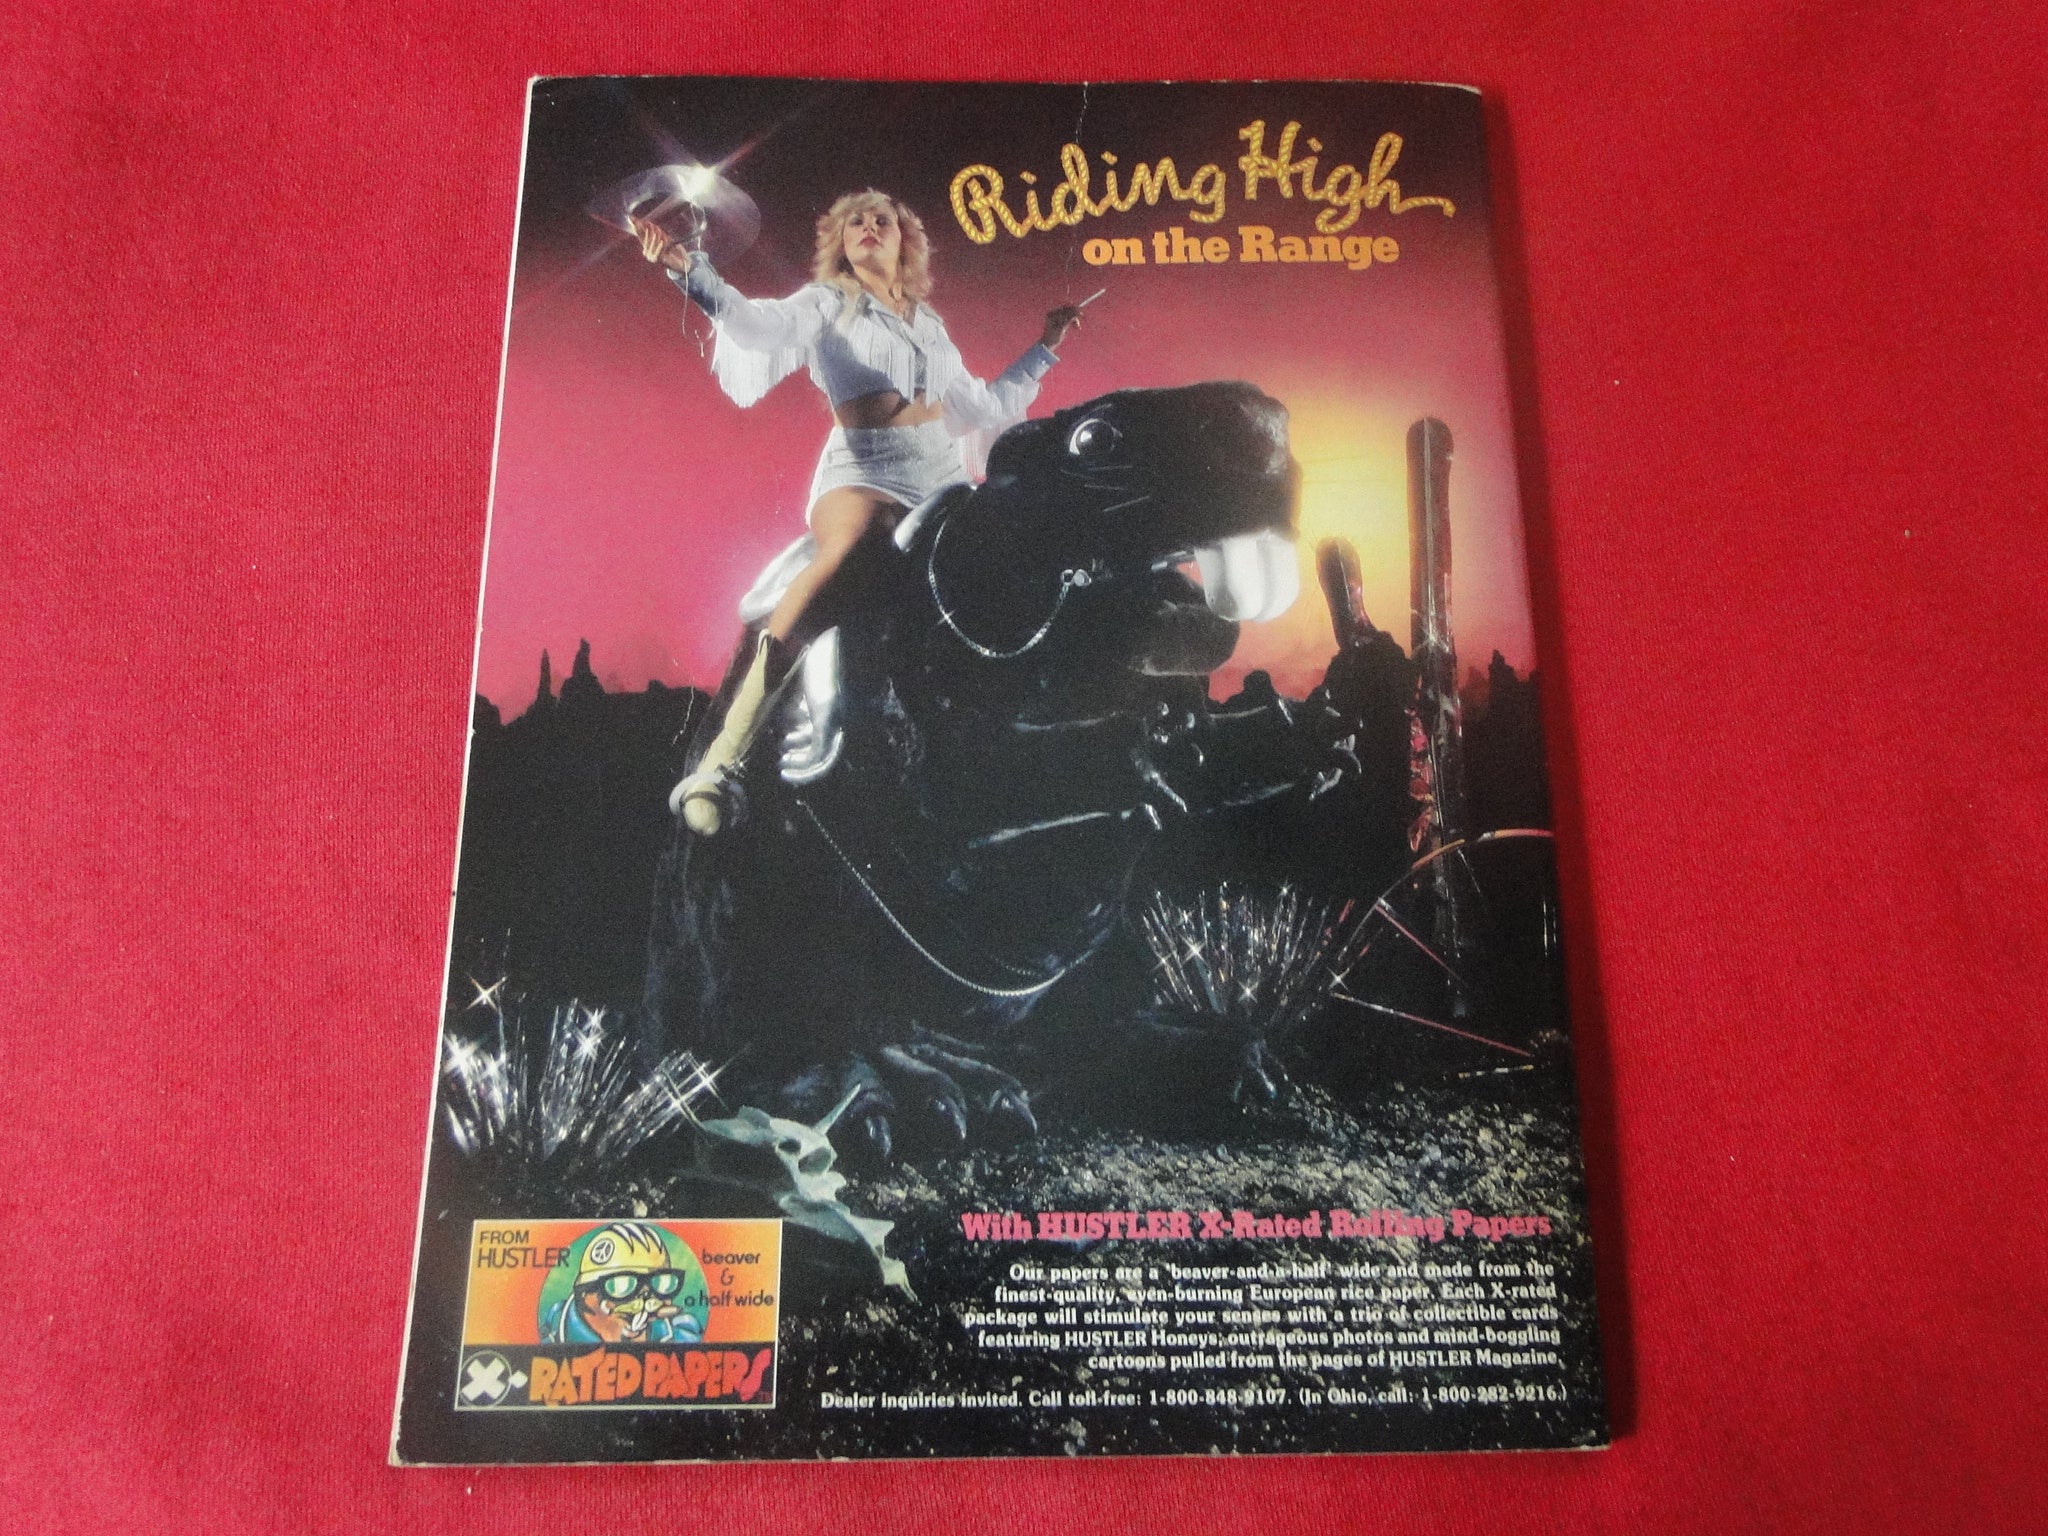 Riding High
on the Range
With HUSTLER X-Rated Rolling Papers
Our papers are a "beaver-and-a-half" wide and made from the
finest-quality, even-burning European rice paper. Each X-rated
package will stimulate your senses with a trio of collectible cards
featuring HUSTLER Honeys, outrageous photos and mind-boggling
cartoons pulled from the pages of HUSTLER Magazine.
Dealer inquiries invited. Call toll-free: 1-800-848-9107. (In Ohio, call: 1-800-282-9216.)
FROM
HUSTLER
beaver
&
a half wide
X-RATED PAPERS